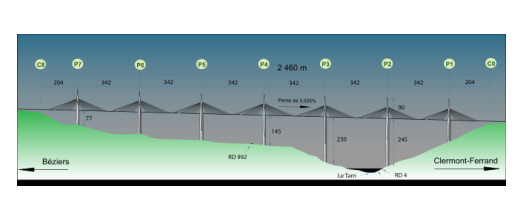 C8 P7 P6 P5 P4 P3 P2 P1 C0
2 460 m
204 342 342 342 342 342 342 204
Pente de 3,025%
90
77
145
230
245
RD 992
Béziers
Clermont-Ferrand
Le Tarn
RD 4